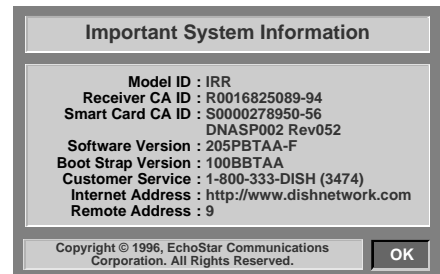 Important System Information
Model ID : IRR
Receiver CA ID : R0016825089-94
Smart Card CA ID : S0000278950-56
DNASP002 Rev052
Software Version : 205PBTAA-F
Boot Strap Version : 100BBTAA
Customer Service : 1-800-333-DISH (3474)
Internet Address : http://www.dishnetwork.com
Remote Address : 9
Copyright © 1996, EchoStar Communications
Corporation. All Rights Reserved.
OK